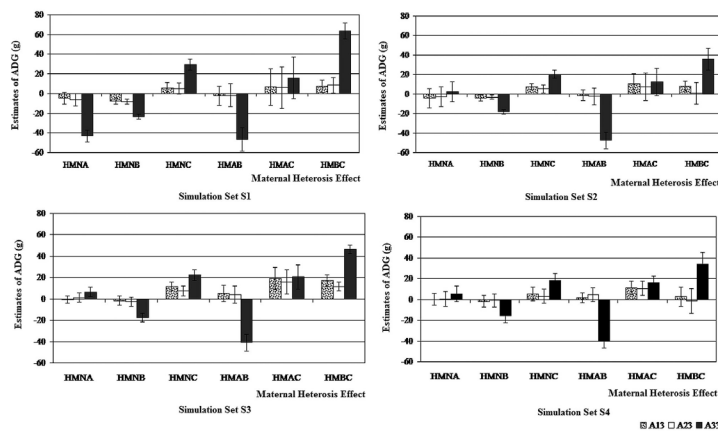 Estimates of ADG (g)
80
60
40
20
0
-20
-40
-60
HMNA HMNB HMNC HMAB HMAC HMBC
Maternal Heterosis Effect
Simulation Set S1
Estimates of ADG (g)
80
60
40
20
0
-20
-40
-60
HMNA HMNB HMNC HMAB HMAC HMBC
Maternal Heterosis Effect
Simulation Set S2
Estimates of ADG (g)
80
60
40
20
0
-20
-40
-60
HMNA HMNB HMNC HMAB HMAC HMBC
Maternal Heterosis Effect
Simulation Set S3
Estimates of ADG (g)
80
60
40
20
0
-20
-40
-60
HMNA HMNB HMNC HMAB HMAC HMBC
Maternal Heterosis Effect
Simulation Set S4
A13 A23